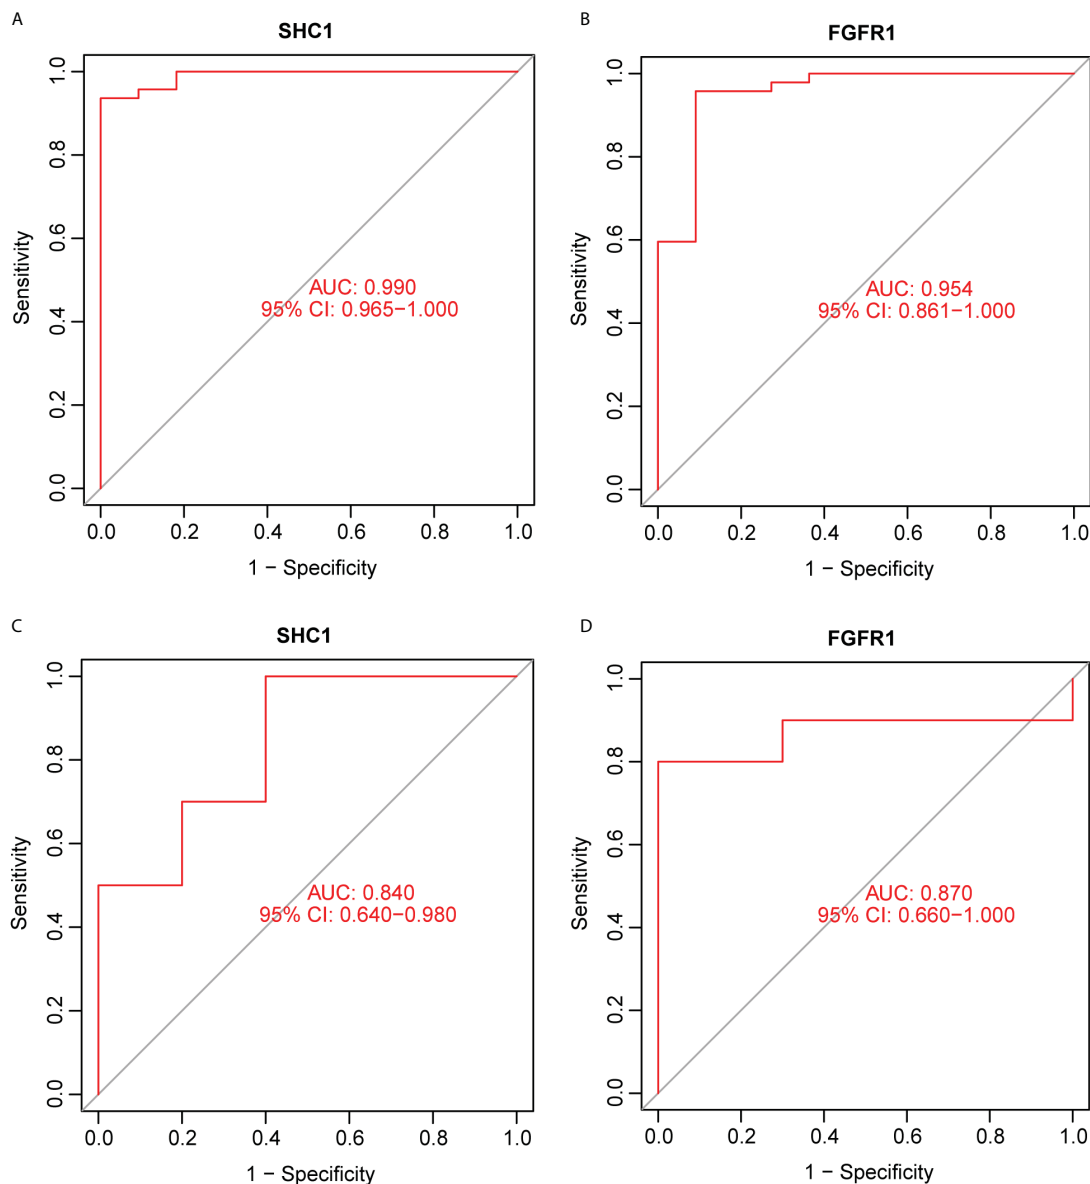 A
SHC1
Sensitivity
0.0 0.2 0.4 0.6 0.8 1.0
AUC: 0.990
95% CI: 0.965−1.000
0.0 0.2 0.4 0.6 0.8 1.0
1 − Specificity
B
FGFR1
Sensitivity
0.0 0.2 0.4 0.6 0.8 1.0
AUC: 0.954
95% CI: 0.861−1.000
0.0 0.2 0.4 0.6 0.8 1.0
1 − Specificity
C
SHC1
Sensitivity
0.0 0.2 0.4 0.6 0.8 1.0
AUC: 0.840
95% CI: 0.640−0.980
0.0 0.2 0.4 0.6 0.8 1.0
1 − Specificity
D
FGFR1
Sensitivity
0.0 0.2 0.4 0.6 0.8 1.0
AUC: 0.870
95% CI: 0.660−1.000
0.0 0.2 0.4 0.6 0.8 1.0
1 − Specificity